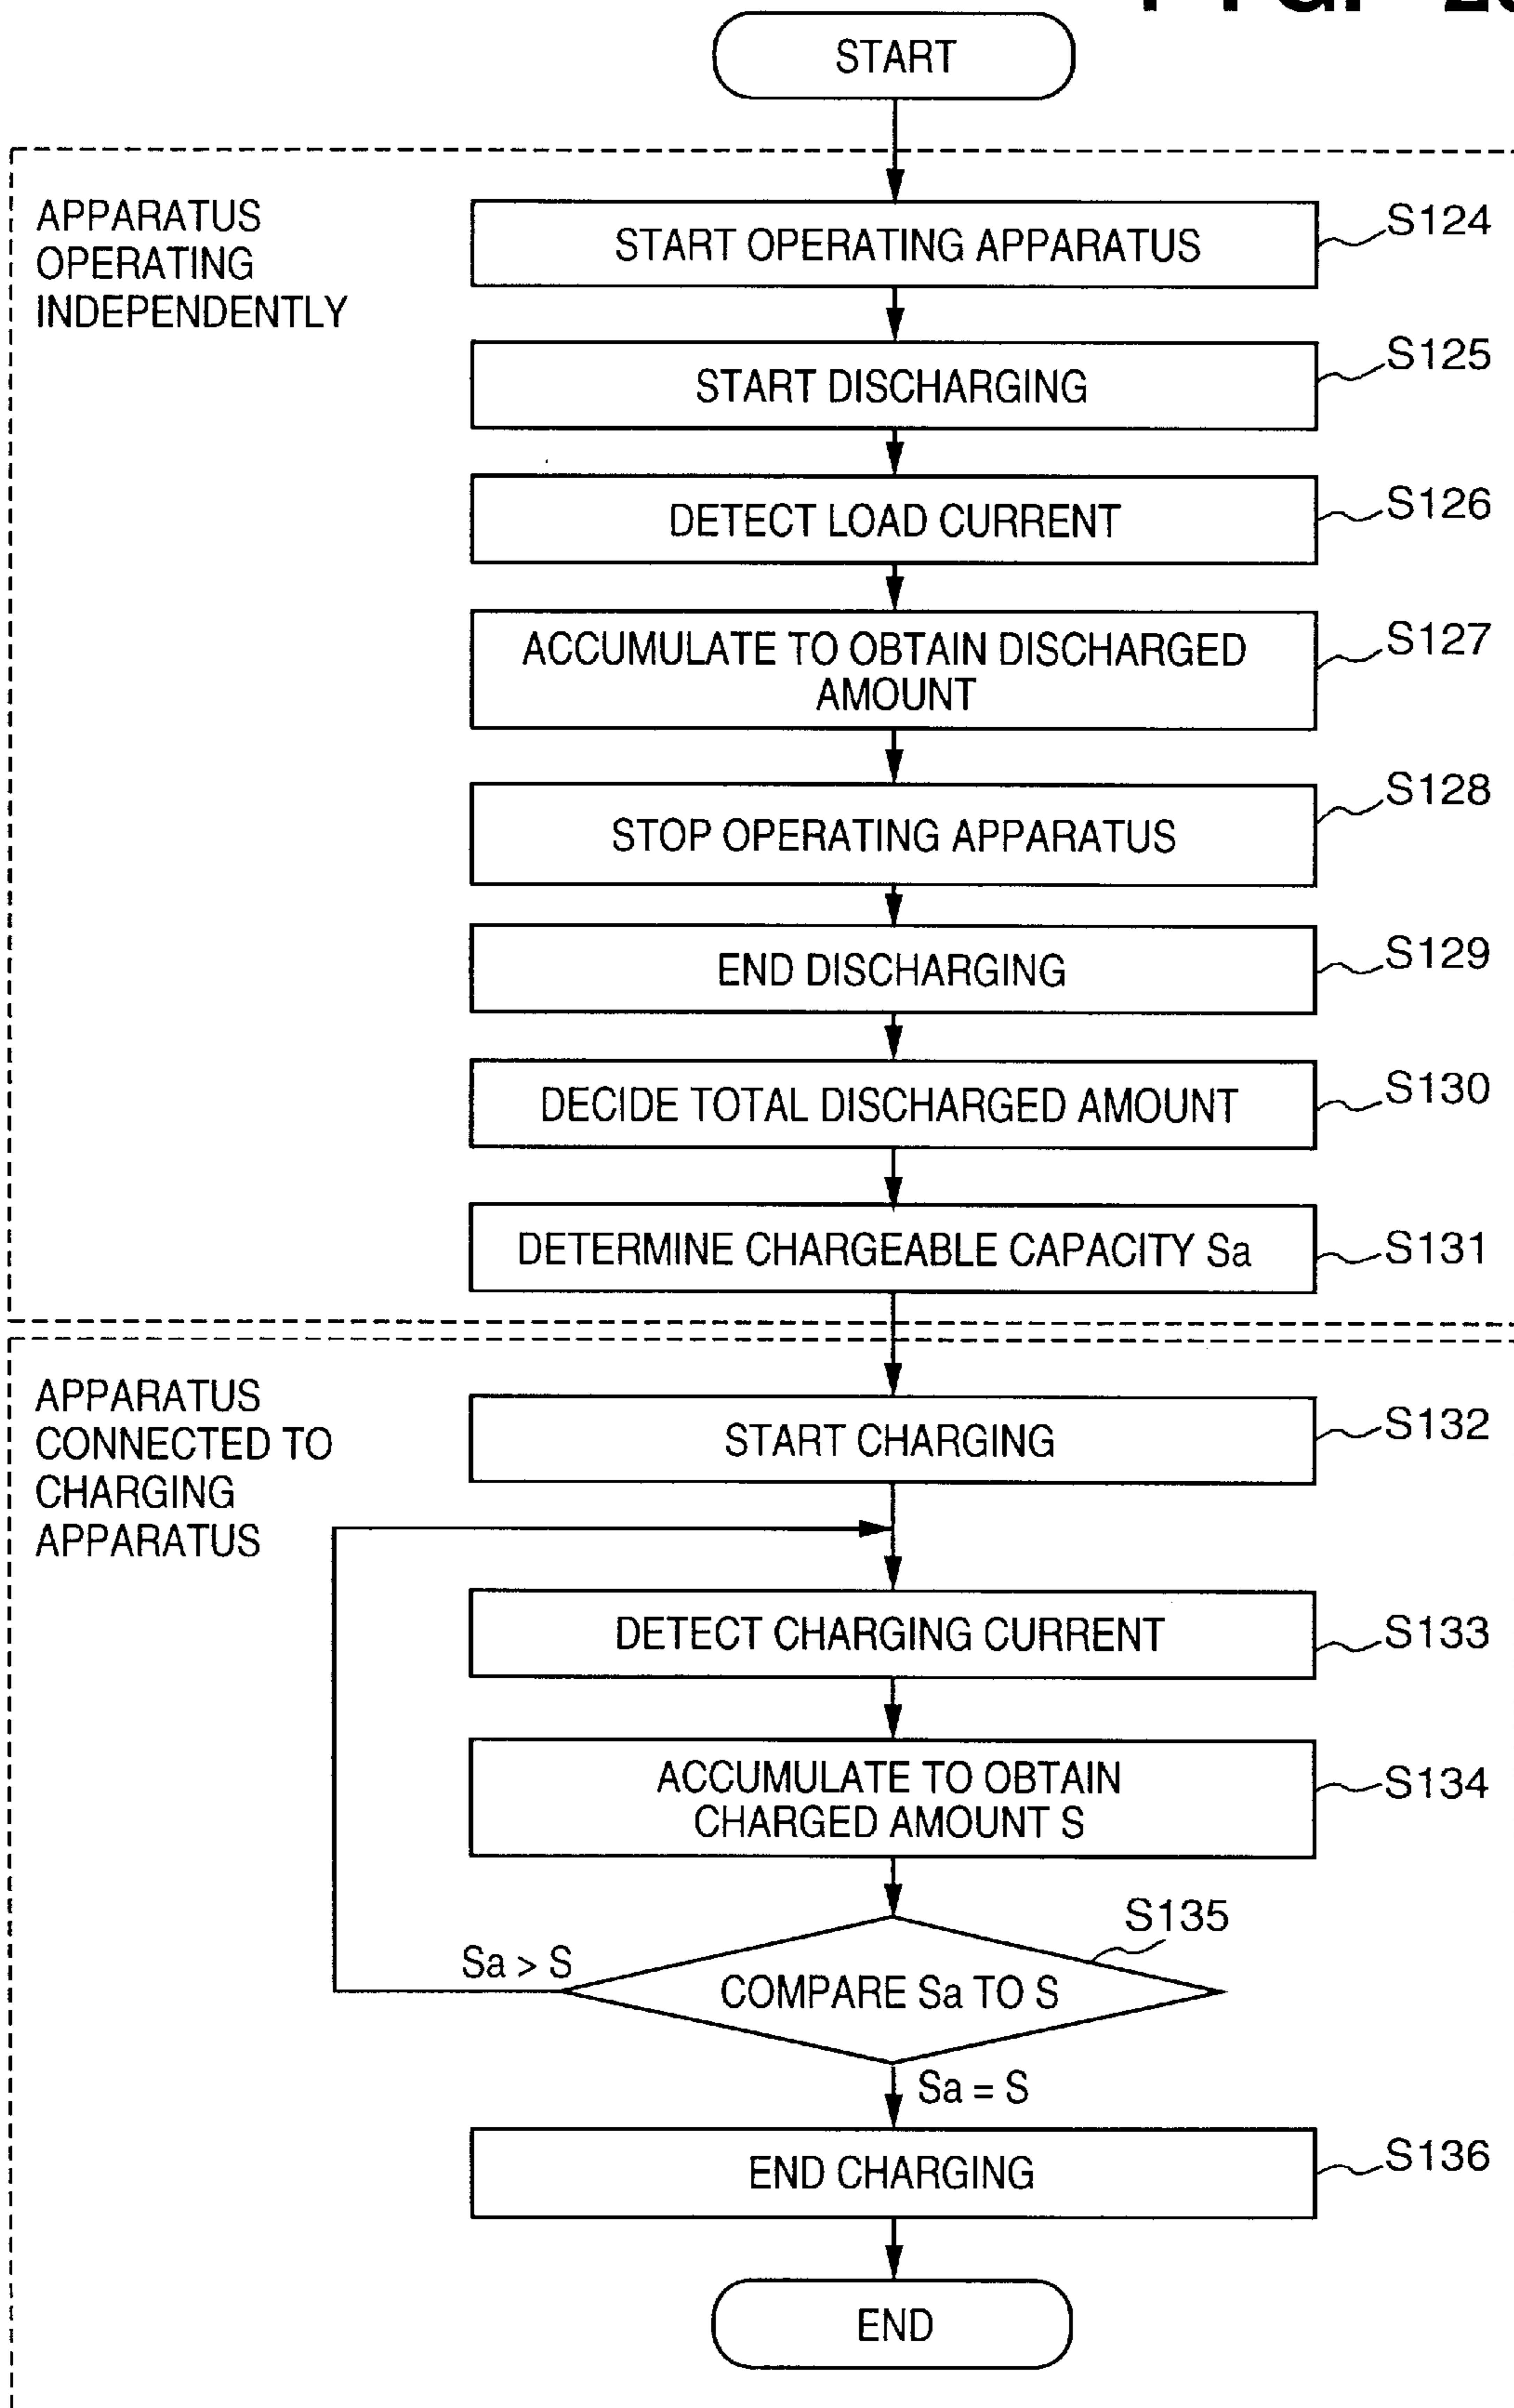 START
APPARATUS
OPERATING
INDEPENDENTLY
START OPERATING APPARATUS
S124
START DISCHARGING
S125
DETECT LOAD CURRENT
S126
ACCUMULATE TO OBTAIN DISCHARGED
AMOUNT
S127
STOP OPERATING APPARATUS
S128
END DISCHARGING
S129
DECIDE TOTAL DISCHARGED AMOUNT
S130
DETERMINE CHARGEABLE CAPACITY Sa
S131
APPARATUS
CONNECTED TO
CHARGING
APPARATUS
START CHARGING
S132
DETECT CHARGING CURRENT
S133
ACCUMULATE TO OBTAIN
CHARGED AMOUNT S
S134
S135
Sa > S
COMPARE Sa TO S
Sa = S
END CHARGING
S136
END